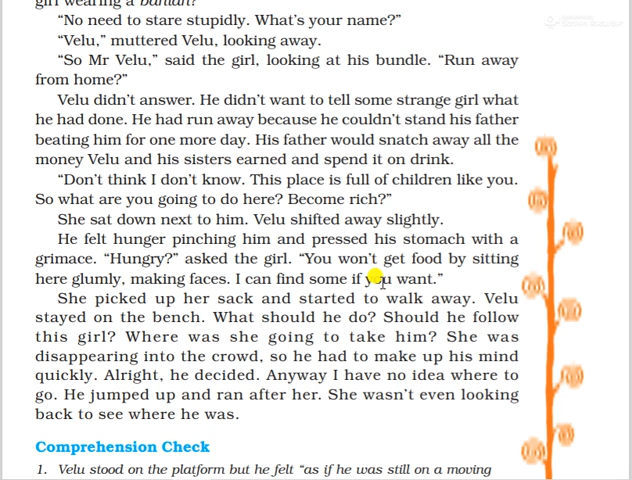 girl wearing a banian?
“No need to stare stupidly. What’s your name?”
“Velu,” muttered Velu, looking away.
“So Mr Velu,” said the girl, looking at his bundle. “Run away
from home?”
Velu didn’t answer. He didn’t want to tell some strange girl what
he had done. He had run away because he couldn’t stand his father
beating him for one more day. His father would snatch away all the
money Velu and his sisters earned and spend it on drink.
“Don’t think I don’t know. This place is full of children like you.
So what are you going to do here? Become rich?”
She sat down next to him. Velu shifted away slightly.
He felt hunger pinching him and pressed his stomach with a
grimace. “Hungry?” asked the girl. “You won’t get food by sitting
here glumly, making faces. I can find some if you want.”
She picked up her sack and started to walk away. Velu
stayed on the bench. What should he do? Should he follow
this girl? Where was she going to take him? She was
disappearing into the crowd, so he had to make up his mind
quickly. Alright, he decided. Anyway I have no idea where to
go. He jumped up and ran after her. She wasn’t even looking
back to see where he was.
Comprehension Check
1. Velu stood on the platform but he felt “as if he was still on a moving